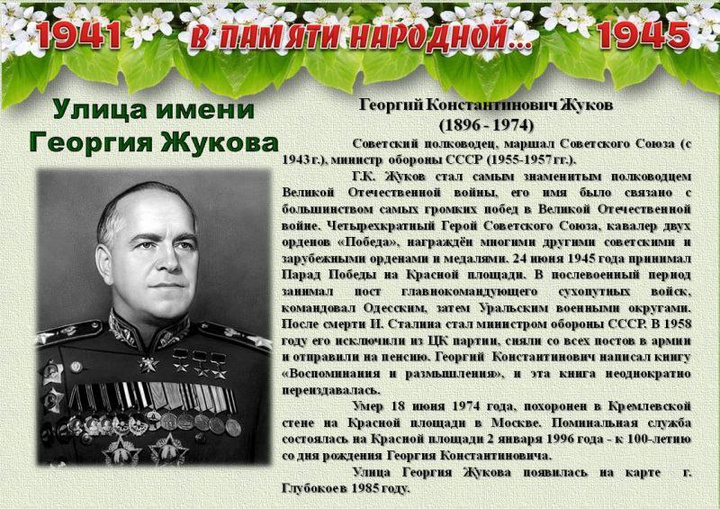 1941 В ПАМЯТИ НАРОДНОЙ... 1945
Улица имени
Георгия Жукова
Георгий Константинович Жуков
(1896 - 1974)
Советский полководец, маршал Советского Союза (с
1943 г.), министр обороны СССР (1955-1957 гг.).
Г.К. Жуков стал самым знаменитым полководцем
Великой Отечественной войны, его имя было связано с
большинством самых громких побед в Великой Отечественной
войне. Четырехкратный Герой Советского Союза, кавалер двух
орденов «Победа», награждён многими другими советскими и
зарубежными орденами и медалями. 24 июня 1945 года принимал
Парад Победы на Красной площади. В послевоенный период
занимал пост главнокомандующего сухопутных войск,
командовал Одесским, затем Уральским военными округами.
После смерти И. Сталина стал министром обороны СССР. В 1958
году его исключили из ЦК партии, сняли со всех постов в армии
и отправили на пенсию. Георгий Константинович написал книгу
«Воспоминания и размышления», и эта книга неоднократно
переиздавалась.
Умер 18 июня 1974 года, похоронен в Кремлевской
стене на Красной площади в Москве. Поминальная служба
состоялась на Красной площади 2 января 1996 года - к 100-летию
со дня рождения Георгия Константиновича.
Улица Георгия Жукова появилась на карте г.
Глубокое в 1985 году.